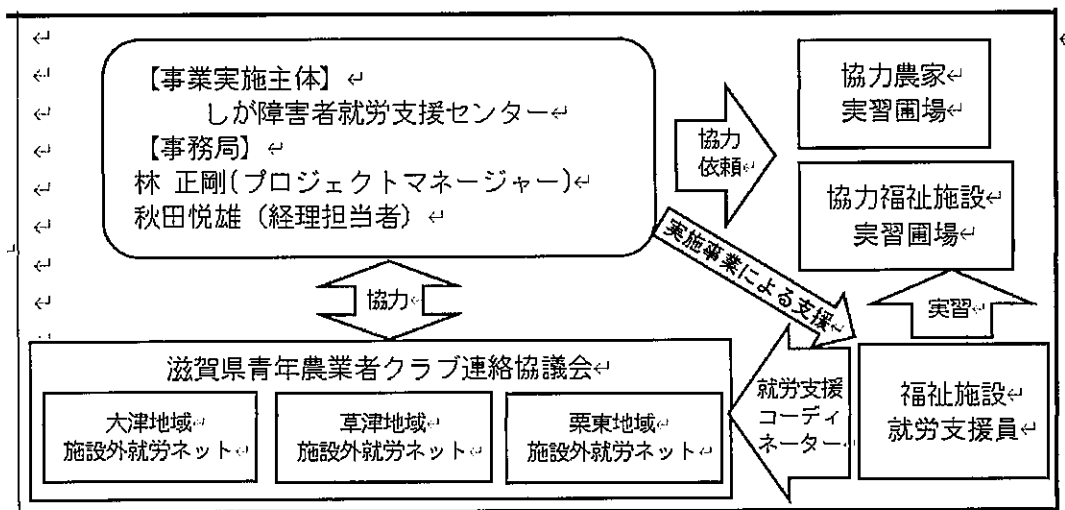 【事業実施主体】
しが障害者就労支援センター
【事務局】
林 正剛(プロジェクトマネージャー)
秋田悦雄（経理担当者）
協力
依頼
協力農家
実習圃場
協力福祉施設
実習圃場
実施事業による支援
実習
協力
滋賀県青年農業者クラブ連絡協議会
大津地域
施設外就労ネット
草津地域
施設外就労ネット
栗東地域
施設外就労ネット
就労支援
コーディ
ネーター
福祉施設
就労支援員